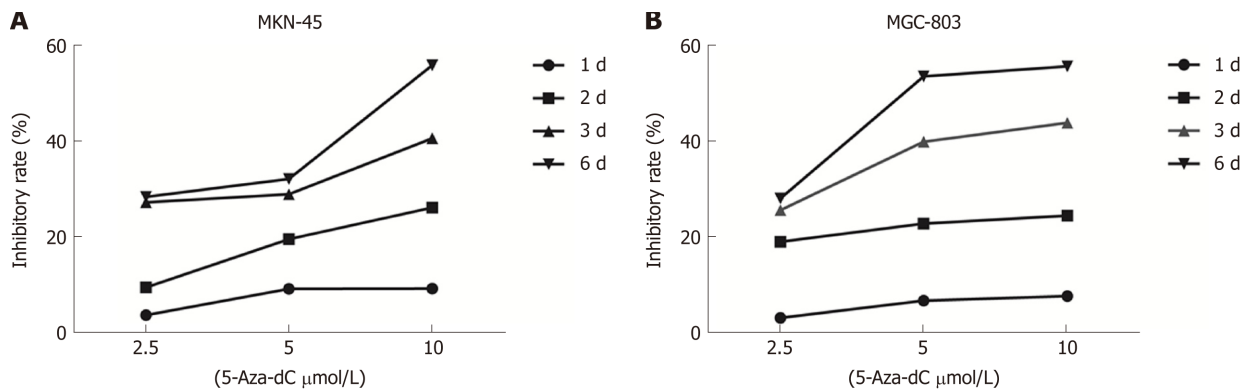 A
MKN-45
Inhibitory rate (%)
60
40
20
0
2.5
5
10
(5-Aza-dC μmol/L)
1 d
2 d
3 d
6 d
B
MGC-803
Inhibitory rate (%)
60
40
20
0
2.5
5
10
(5-Aza-dC μmol/L)
1 d
2 d
3 d
6 d